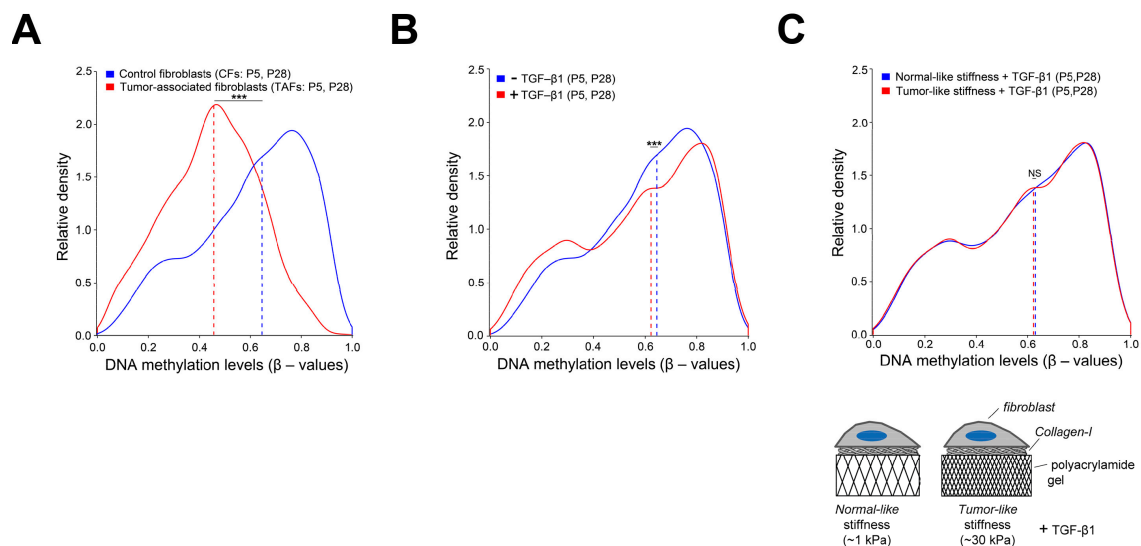 A
Control fibroblasts (CFs: P5, P28)
Tumor-associated fibroblasts (TAFs: P5, P28)
***
2.5
2.0
1.5
1.0
0.5
0.0
Relative density
0.0 0.2 0.4 0.6 0.8 1.0
DNA methylation levels (β – values)
B
- TGF–β1 (P5, P28)
+ TGF–β1 (P5, P28)
***
2.5
2.0
1.5
1.0
0.5
0.0
Relative density
0.0 0.2 0.4 0.6 0.8 1.0
DNA methylation levels (β – values)
C
Normal-like stiffness + TGF-β1 (P5,P28)
Tumor-like stiffness + TGF-β1 (P5,P28)
NS
2.5
2.0
1.5
1.0
0.5
0.0
Relative density
0.0 0.2 0.4 0.6 0.8 1.0
DNA methylation levels (β – values)
fibroblast
Collagen-I
polyacrylamide
gel
Normal-like
stiffness
(~1 kPa)
Tumor-like
stiffness
(~30 kPa)
+ TGF-β1